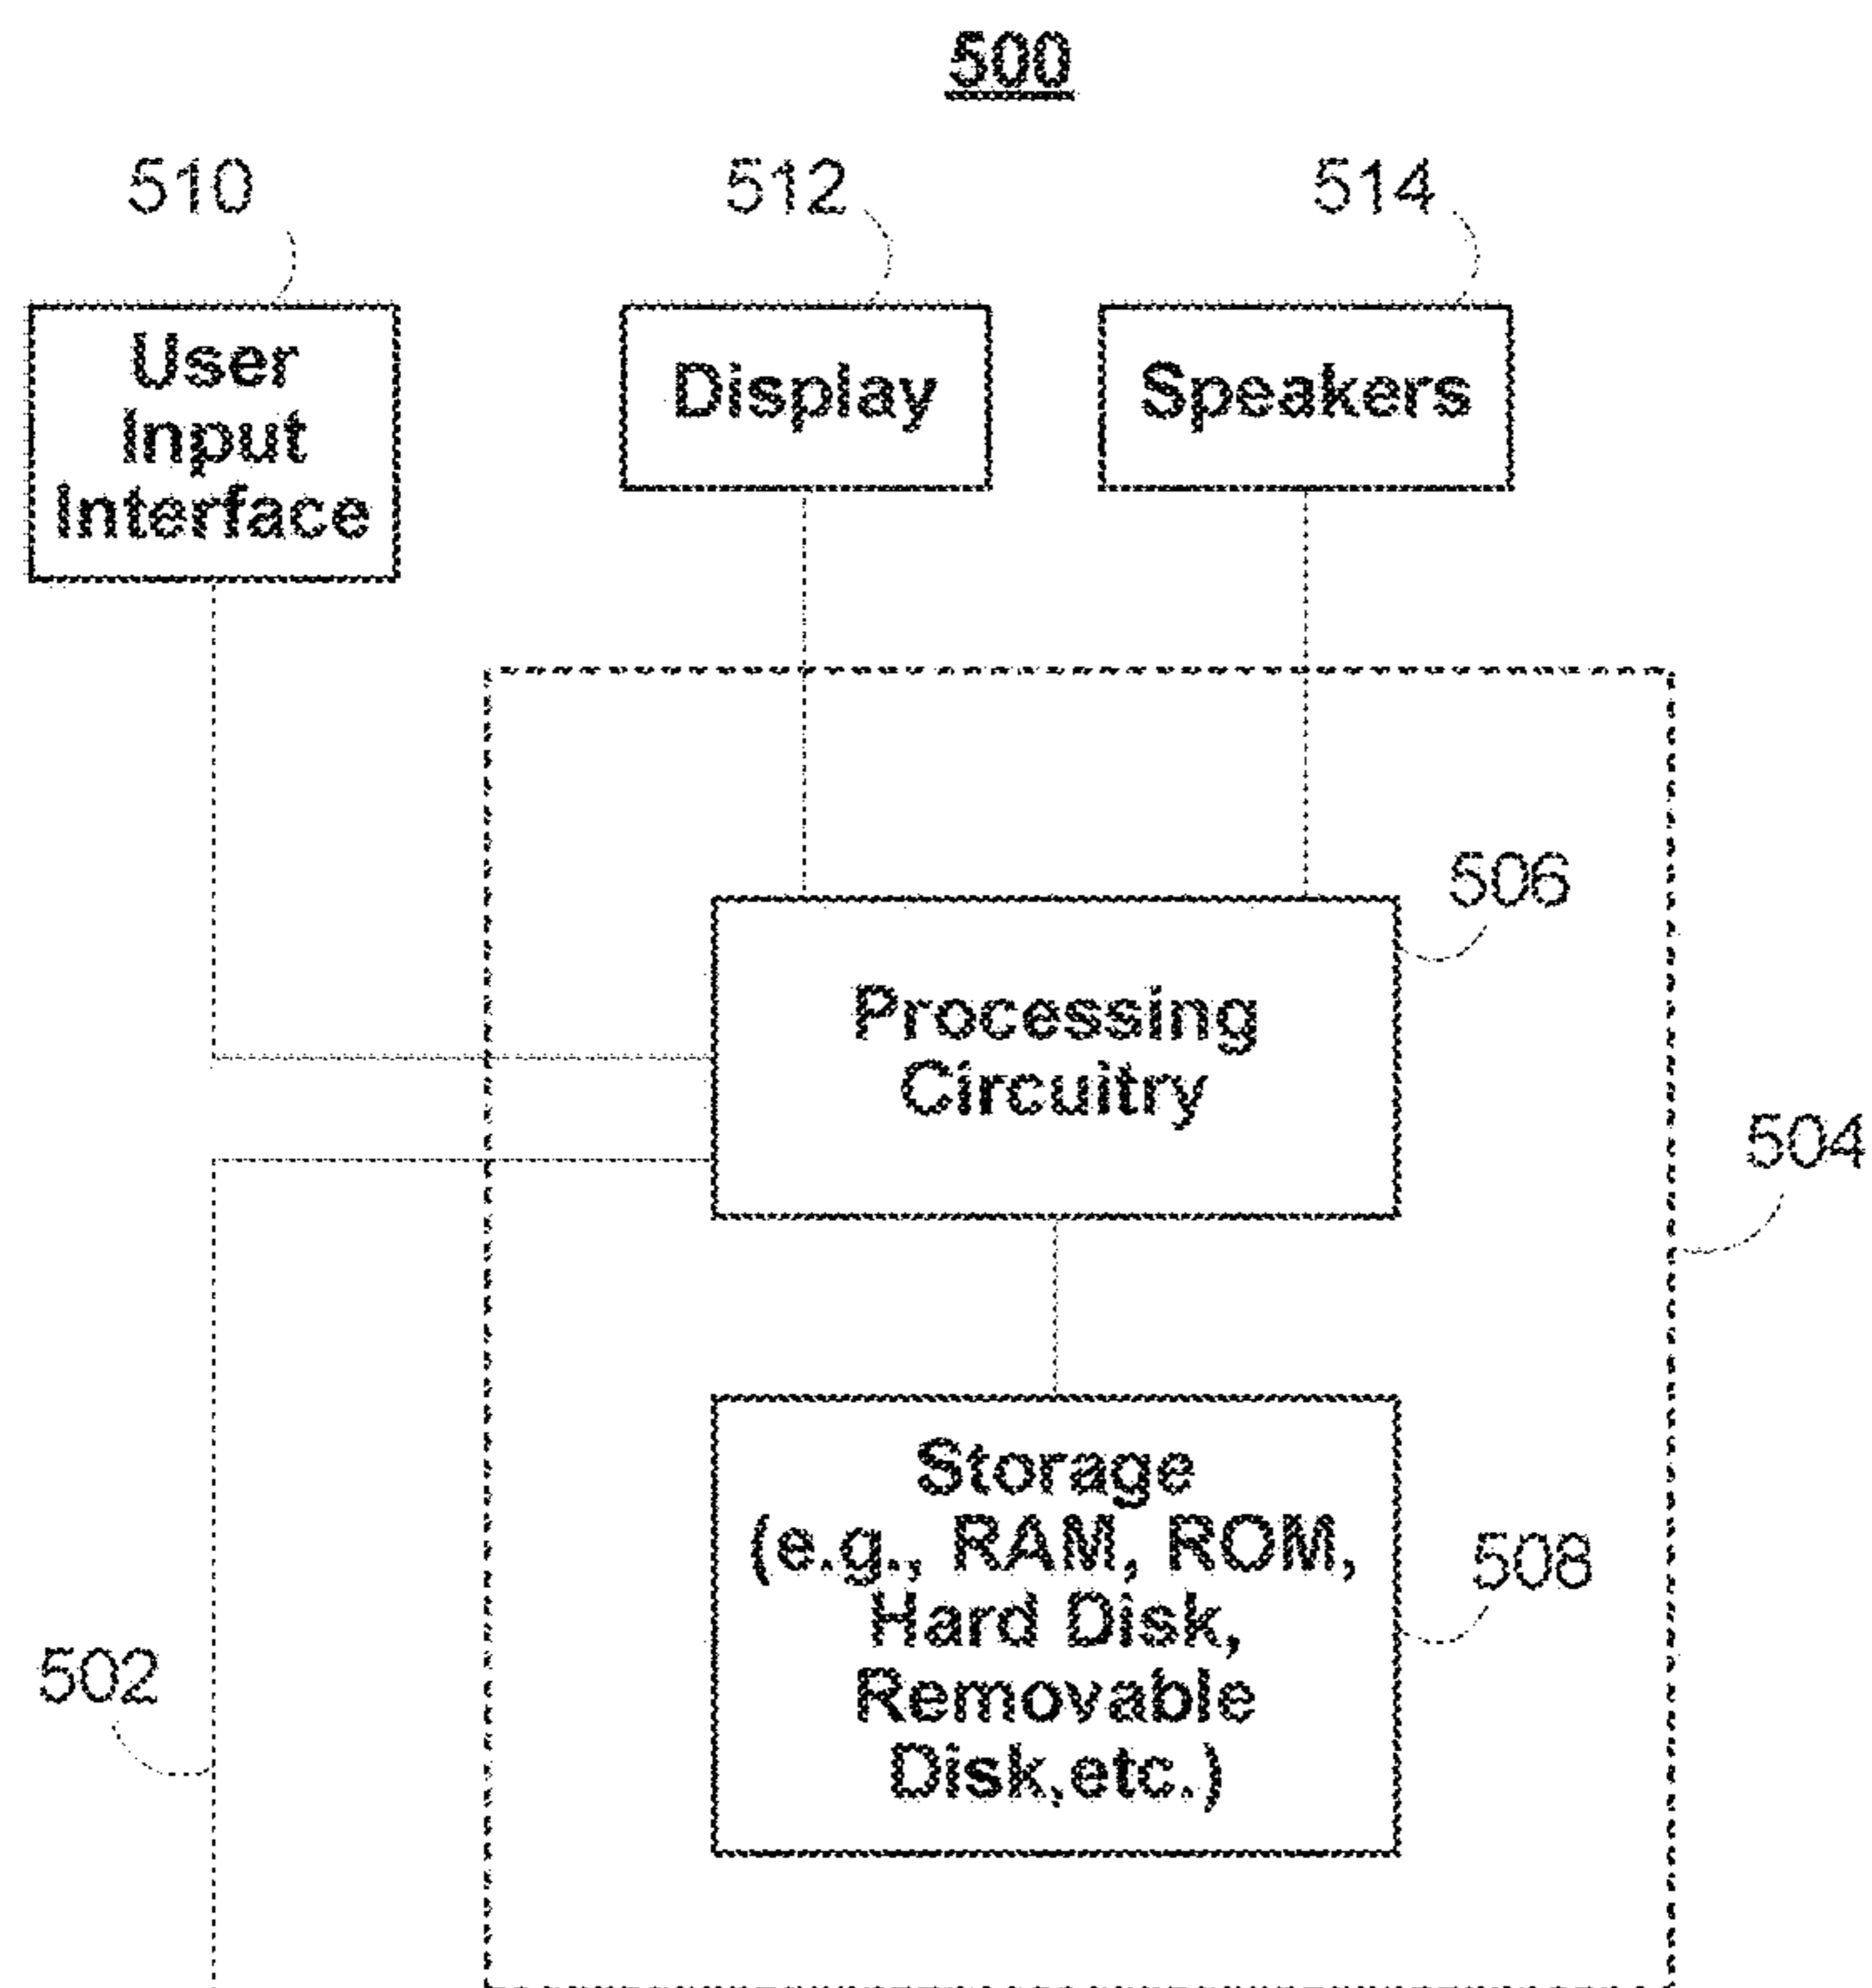 500
510
512
514
User
Input
Interface
Display
Speakers
506
Processing
Circuitry
504
Storage
(e.g., RAM, ROM,
Hard Disk,
Removable
Disk,etc.)
508
502